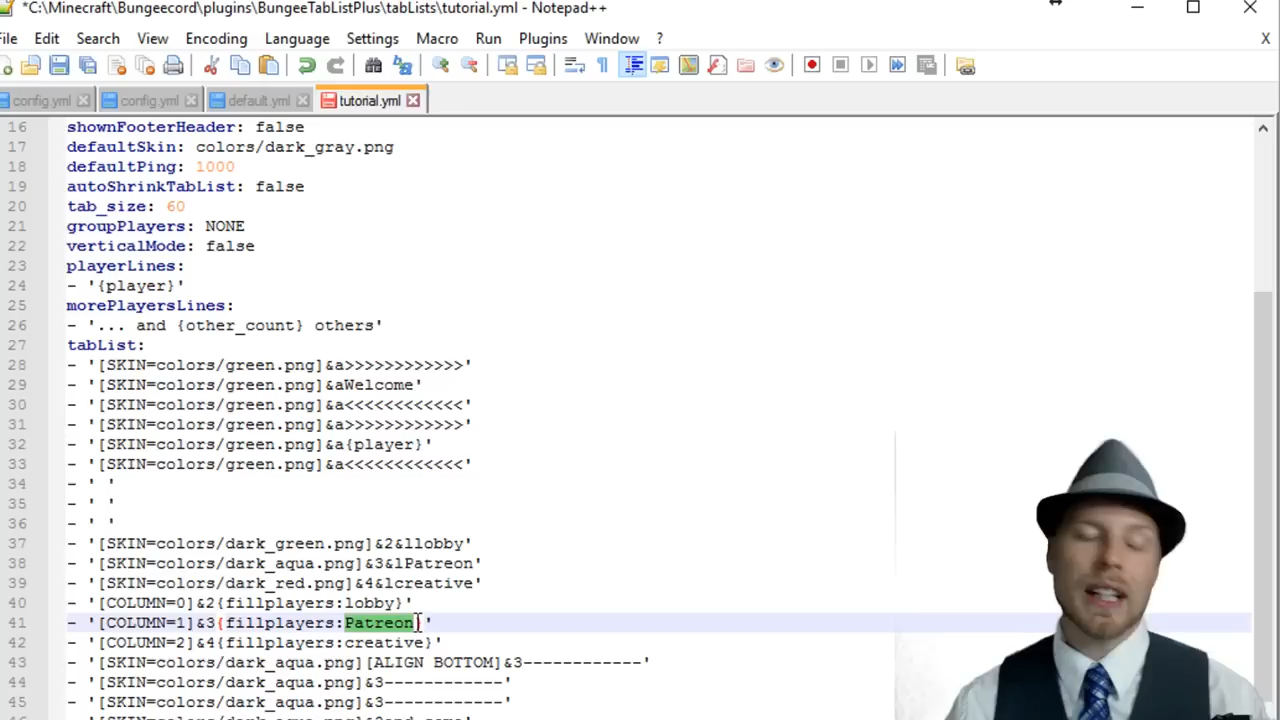 *C:\Minecraft\Bungeecord\plugins\BungeeTabListPlus\tabLists\tutorial.yml - Notepad++
File Edit Search View Encoding Language Settings Macro Run Plugins Window ? X
config.yml config.yml default.yml tutorial.yml
16 shownFooterHeader: false
17 defaultSkin: colors/dark_gray.png
18 defaultPing: 1000
19 autoShrinkTabList: false
20 tab_size: 60
21 groupPlayers: NONE
22 verticalMode: false
23 playerLines:
24 - '{player}'
25 morePlayersLines:
26 - '... and {other_count} others'
27 tabList:
28 - '[SKIN=colors/green.png]&a>>>>>>>>>>>>'
29 - '[SKIN=colors/green.png]&aWelcome'
30 - '[SKIN=colors/green.png]&a<<<<<<<<<<<<'
31 - '[SKIN=colors/green.png]&a>>>>>>>>>>>>'
32 - '[SKIN=colors/green.png]&a{player}'
33 - '[SKIN=colors/green.png]&a<<<<<<<<<<<<'
34 - ' '
35 - ' '
36 - ' '
37 - '[SKIN=colors/dark_green.png]&2&llobby'
38 - '[SKIN=colors/dark_aqua.png]&3&lPatreon'
39 - '[SKIN=colors/dark_red.png]&4&lcreative'
40 - '[COLUMN=0]&2{fillplayers:lobby}'
41 - '[COLUMN=1]&3{fillplayers:Patreon}'
42 - '[COLUMN=2]&4{fillplayers:creative}'
43 - '[SKIN=colors/dark_aqua.png][ALIGN BOTTOM]&3------------'
44 - '[SKIN=colors/dark_aqua.png]&3------------'
45 - '[SKIN=colors/dark_aqua.png]&3------------'